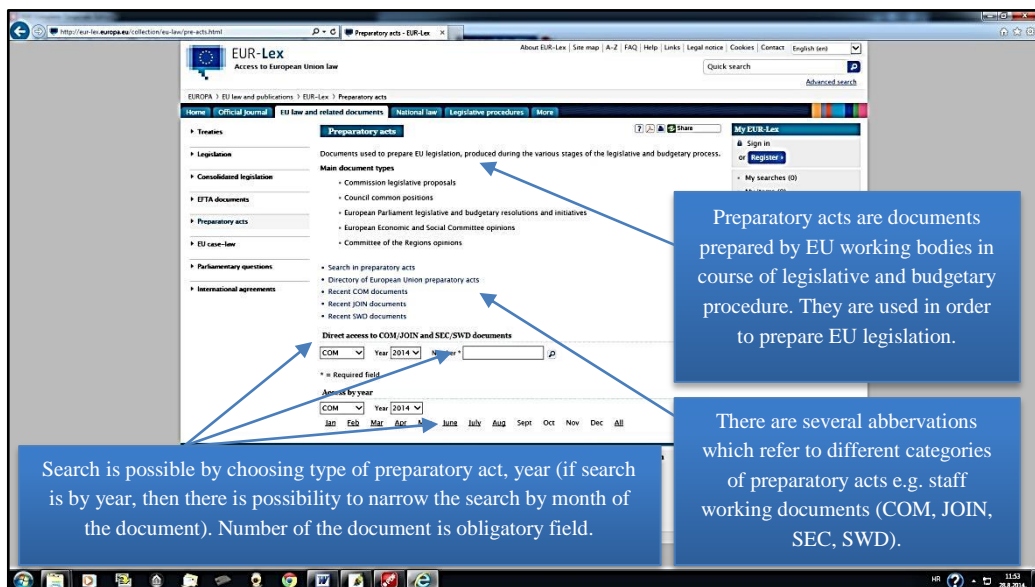 http://eur-lex.europa.eu/collection/eu-law/pre-acts.html
Preparatory acts - EUR-Lex
EUR-Lex
Access to European Union law
About EUR-Lex | Site map | A-Z | FAQ | Help | Links | Legal notice | Cookies | Contact
English (en)
Quick search
Advanced search
EUROPA > EU law and publications > EUR-Lex > Preparatory acts
Home Official Journal EU law and related documents National law Legislative procedures More
Treaties
Legislation
Consolidated legislation
EFTA documents
Preparatory acts
EU case-law
Parliamentary questions
International agreements
Preparatory acts
Share
Documents used to prepare EU legislation, produced during the various stages of the legislative and budgetary process.
Main document types
Commission legislative proposals
Council common positions
European Parliament legislative and budgetary resolutions and initiatives
European Economic and Social Committee opinions
Committee of the Regions opinions
Search in preparatory acts
Directory of European Union preparatory acts
Recent COM documents
Recent JOIN documents
Recent SWD documents
Direct access to COM/JOIN and SEC/SWD documents
COM Year 2014
* = Required field
Access by year
COM Year 2014
Jan Feb Mar Apr June July Aug Sept Oct Nov Dec All
My EUR-Lex
Sign in
or Register
My searches (0)
Preparatory acts are documents
prepared by EU working bodies in
course of legislative and budgetary
procedure. They are used in order
to prepare EU legislation.
There are several abbervations
which refer to different categories
of preparatory acts e.g. staff
working documents (COM, JOIN,
SEC, SWD).
Search is possible by choosing type of preparatory act, year (if search
is by year, then there is possibility to narrow the search by month of
the document). Number of the document is obligatory field.
HR
11:53
28.8.2014